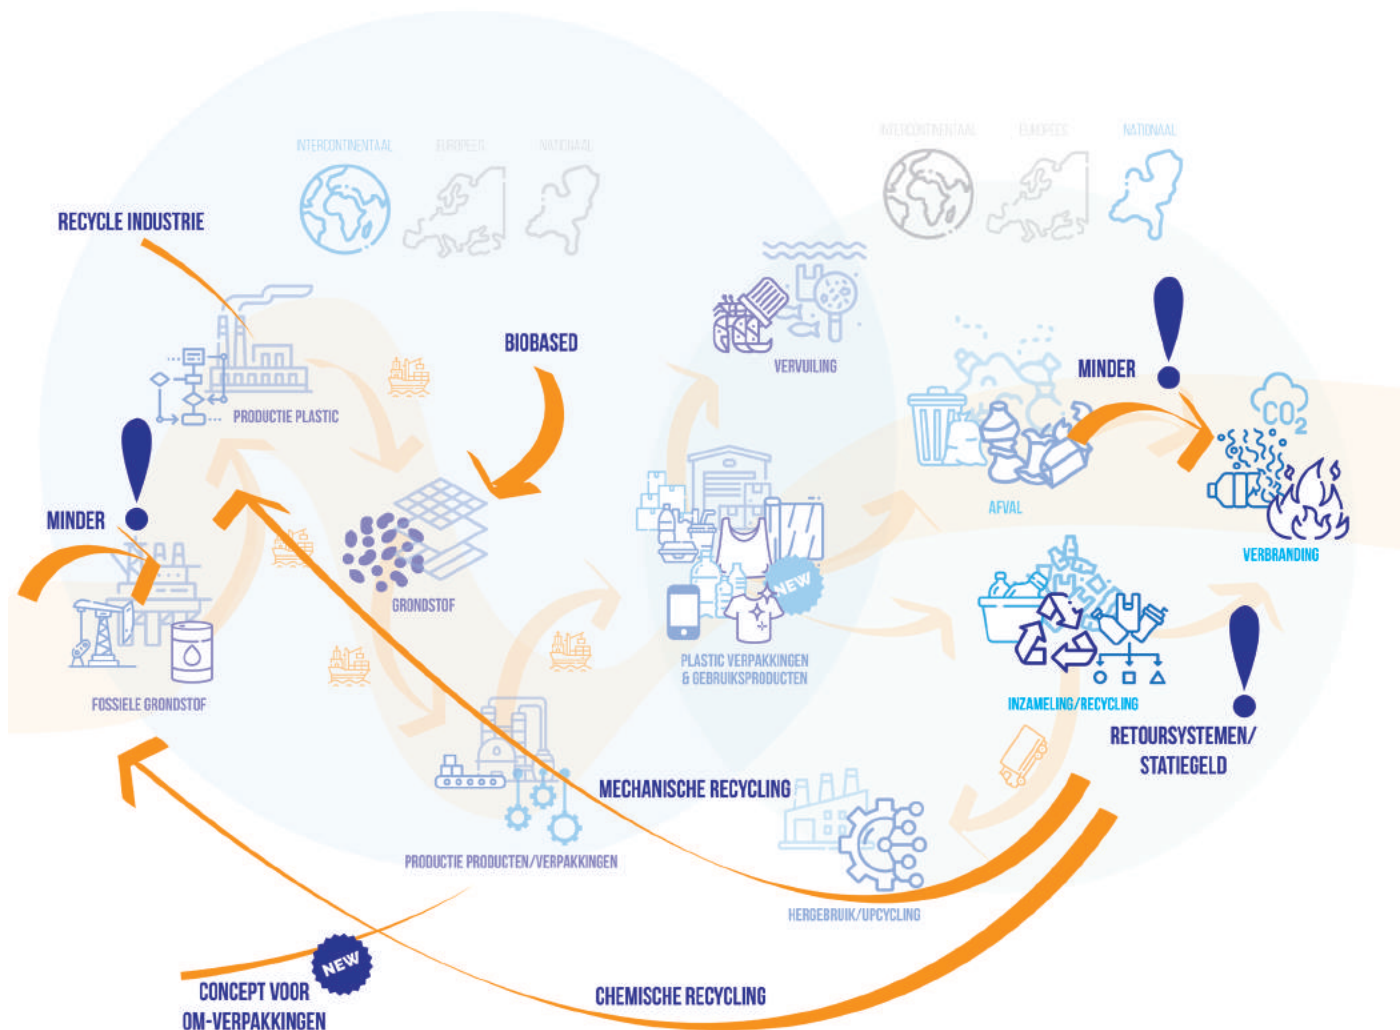 INTERCONTINENTAAL
EUROPEES
NATIONAAL
INTERCONTINENTAAL
EUROPEES
NATIONAAL
RECYCLE INDUSTRIE
BIOBASED
VERVUILING
MINDER
CO2
PRODUCTIE PLASTIC
MINDER
AFVAL
VERBRANDING
NEW
GRONDSTOF
PLASTIC VERPAKKINGEN
& GEBRUIKSPRODUCTEN
FOSSIELE GRONDSTOF
INZAMELING/RECYCLING
RETOURSYSTEMEN/
STATIEGELD
MECHANISCHE RECYCLING
PRODUCTIE PRODUCTEN/VERPAKKINGEN
HERGEBRUIK/UPCYCLING
NEW
CONCEPT VOOR
OM-VERPAKKINGEN
CHEMISCHE RECYCLING